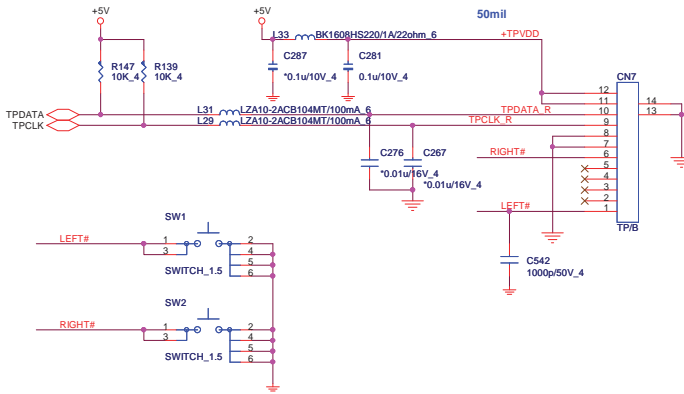 +5V
+5V
50mil
L33 BK1608HS220/1A/22ohm_6
+TPVDD
R147
10K_4
R139
10K_4
C287
*0.1u/10V_4
C281
0.1u/10V_4
CN7
12
11
10
9
8
7
6
5
4
3
2
1
14
13
TP/B
TPDATA
TPCLK
L31 LZA10-2ACB104MT/100mA_6
L29 LZA10-2ACB104MT/100mA_6
TPDATA_R
TPCLK_R
C276
*0.01u/16V_4
C267
*0.01u/16V_4
RIGHT#
LEFT#
C542
1000p/50V_4
SW1
LEFT#
1
3
2
4
5
6
SWITCH_1.5
SW2
RIGHT#
1
3
2
4
5
6
SWITCH_1.5